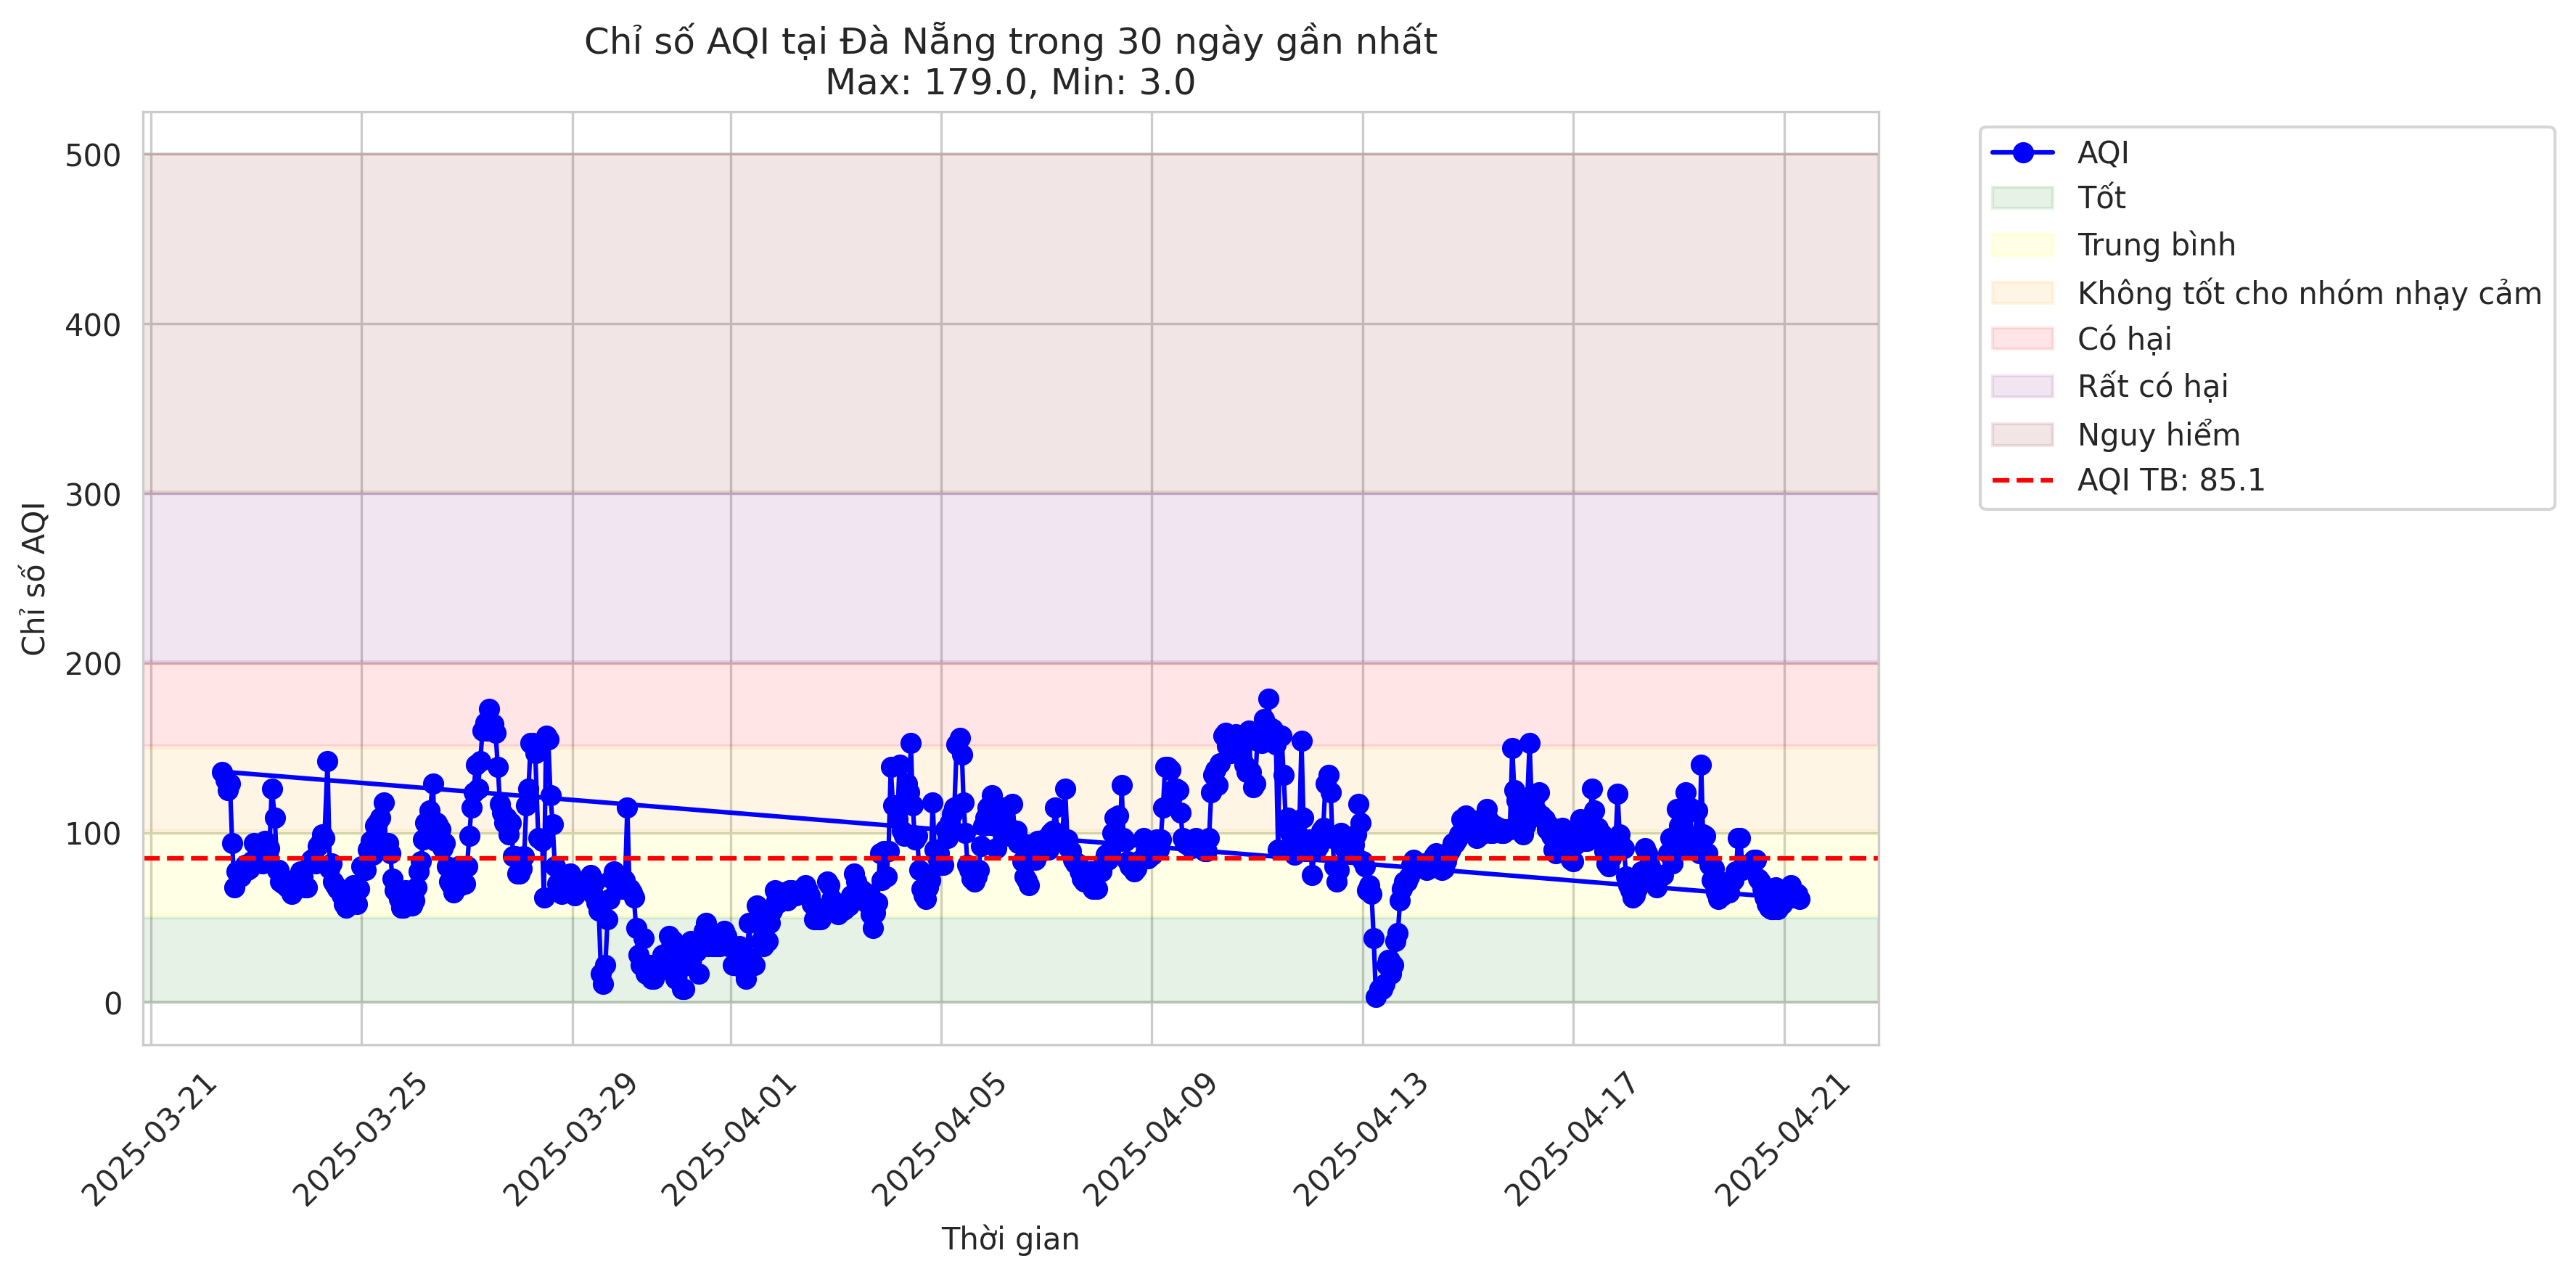 Chỉ số AQI tại Đà Nẵng trong 30 ngày gần nhất
Max: 179.0, Min: 3.0
Chỉ số AQI
500
400
300
200
100
0
2025-03-21
2025-03-25
2025-03-29
2025-04-01
2025-04-05
2025-04-09
2025-04-13
2025-04-17
2025-04-21
Thời gian
AQI
Tốt
Trung bình
Không tốt cho nhóm nhạy cảm
Có hại
Rất có hại
Nguy hiểm
AQI TB: 85.1